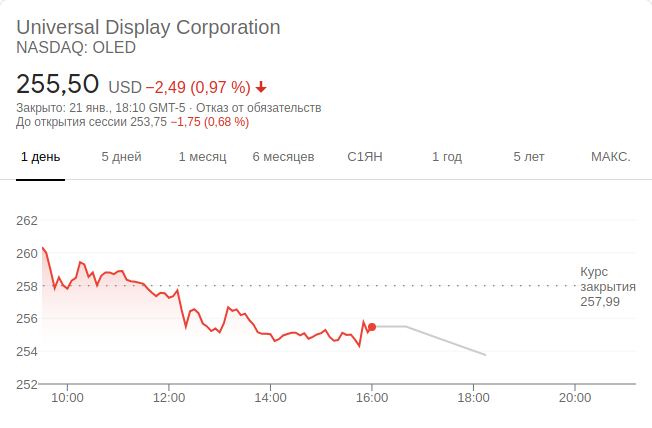 Universal Display Corporation
NASDAQ: OLED
255,50 USD −2,49 (0,97 %)
Закрыто: 21 янв., 18:10 GMT-5 · Отказ от обязательств
До открытия сессии 253,75 −1,75 (0,68 %)
1 день 5 дней 1 месяц 6 месяцев С1ЯН 1 год 5 лет МАКС.
262
260
258
256
254
252
Курс
закрытия
257,99
10:00 12:00 14:00 16:00 18:00 20:00